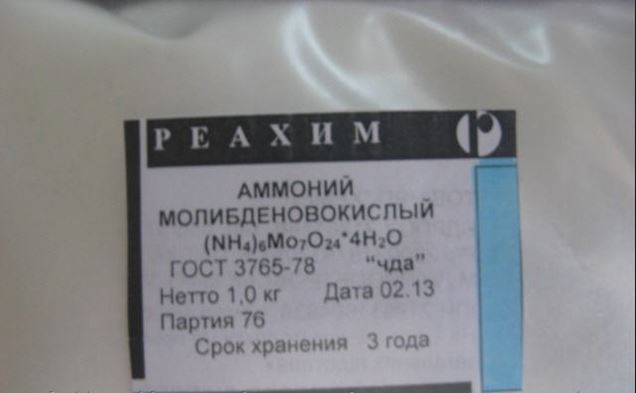 РЕАХИМ
АММОНИЙ
МОЛИБДЕНОВОКИСЛЫЙ
(NH₄)₆Mo₇O₂₄*4H₂O
ГОСТ 3765-78 “чда”
Нетто 1,0 кг Дата 02.13
Партия 76
Срок хранения 3 года